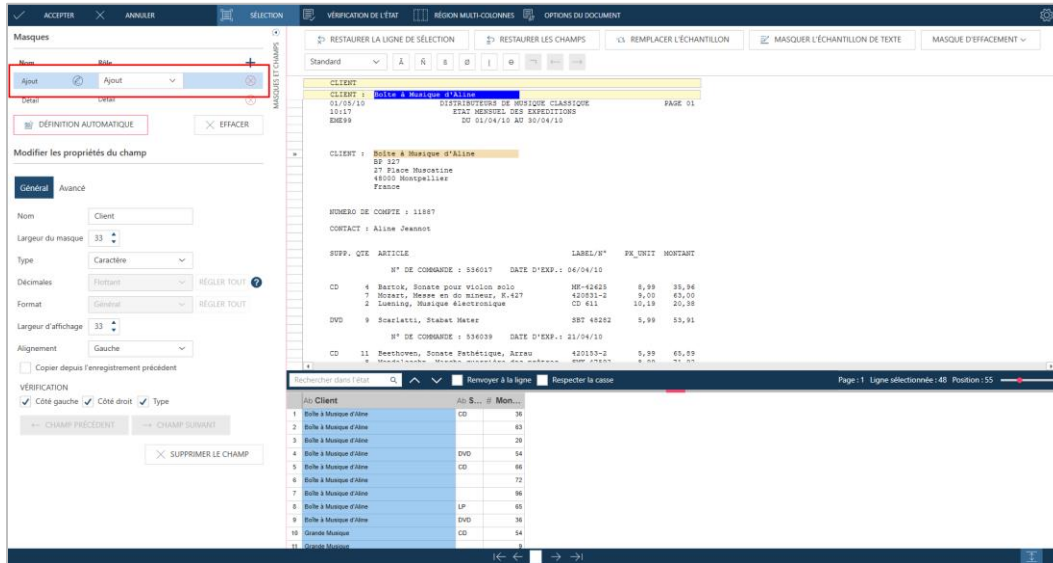 ACCEPTER ANNULER SÉLECTION VÉRIFICATION DE L'ÉTAT RÉGION MULTI-COLONNES OPTIONS DU DOCUMENT
Masques
Nom Rôle
Ajout Ajout
Détail Détail
DÉFINITION AUTOMATIQUE EFFACER
MASQUES ET CHAMPS
Modifier les propriétés du champ
Général Avancé
Nom Client
Largeur du masque 33
Type Caractère
Décimales Flottant RÉGLER TOUT ?
Format Général RÉGLER TOUT
Largeur d'affichage 33
Alignement Gauche
Copier depuis l'enregistrement précédent
VÉRIFICATION
Côté gauche Côté droit Type
← CHAMP PRÉCÉDENT → CHAMP SUIVANT
SUPPRIMER LE CHAMP
RESTAURER LA LIGNE DE SÉLECTION RESTAURER LES CHAMPS REMPLACER L'ÉCHANTILLON MASQUER L'ÉCHANTILLON DE TEXTE MASQUE D'EFFACEMENT
Standard Ä Ñ ß Ø | ⊖ ¬ ← →
CLIENT
CLIENT : Boîte à Musique d'Aline
01/05/10 DISTRIBUTEURS DE MUSIQUE CLASSIQUE PAGE 01
10:17 ETAT MENSUEL DES EXPEDITIONS
EME99 DU 01/04/10 AU 30/04/10
CLIENT : Boîte à Musique d'Aline
BP 327
27 Place Muscatine
48000 Montpellier
France
NUMERO DE COMPTE : 11887
CONTACT : Aline Jeannot
SUPP. QTE ARTICLE LABEL/N° PX_UNIT MONTANT
N° DE COMMANDE : 536017 DATE D'EXP.: 06/04/10
CD 4 Bartok, Sonate pour violon solo MK-42625 8,99 35,96
7 Mozart, Messe en do mineur, K.427 420831-2 9,00 63,00
2 Luening, Musique électronique CD 611 10,19 20,38
DVD 9 Scarlatti, Stabat Mater SBT 48282 5,99 53,91
N° DE COMMANDE : 536039 DATE D'EXP.: 21/04/10
CD 11 Beethoven, Sonate Pathétique, Arrau 420153-2 5,99 65,89
Rechercher dans l'état Renvoyer à la ligne Respecter la casse Page : 1 Ligne sélectionnée : 48 Position : 55
Ab Client Ab S... # Mon...
1 Boîte à Musique d'Aline CD 36
2 Boîte à Musique d'Aline 63
3 Boîte à Musique d'Aline 20
4 Boîte à Musique d'Aline DVD 54
5 Boîte à Musique d'Aline CD 66
6 Boîte à Musique d'Aline 72
7 Boîte à Musique d'Aline 96
8 Boîte à Musique d'Aline LP 65
9 Boîte à Musique d'Aline DVD 36
10 Grande Musique CD 54
11 Grande Musique 9